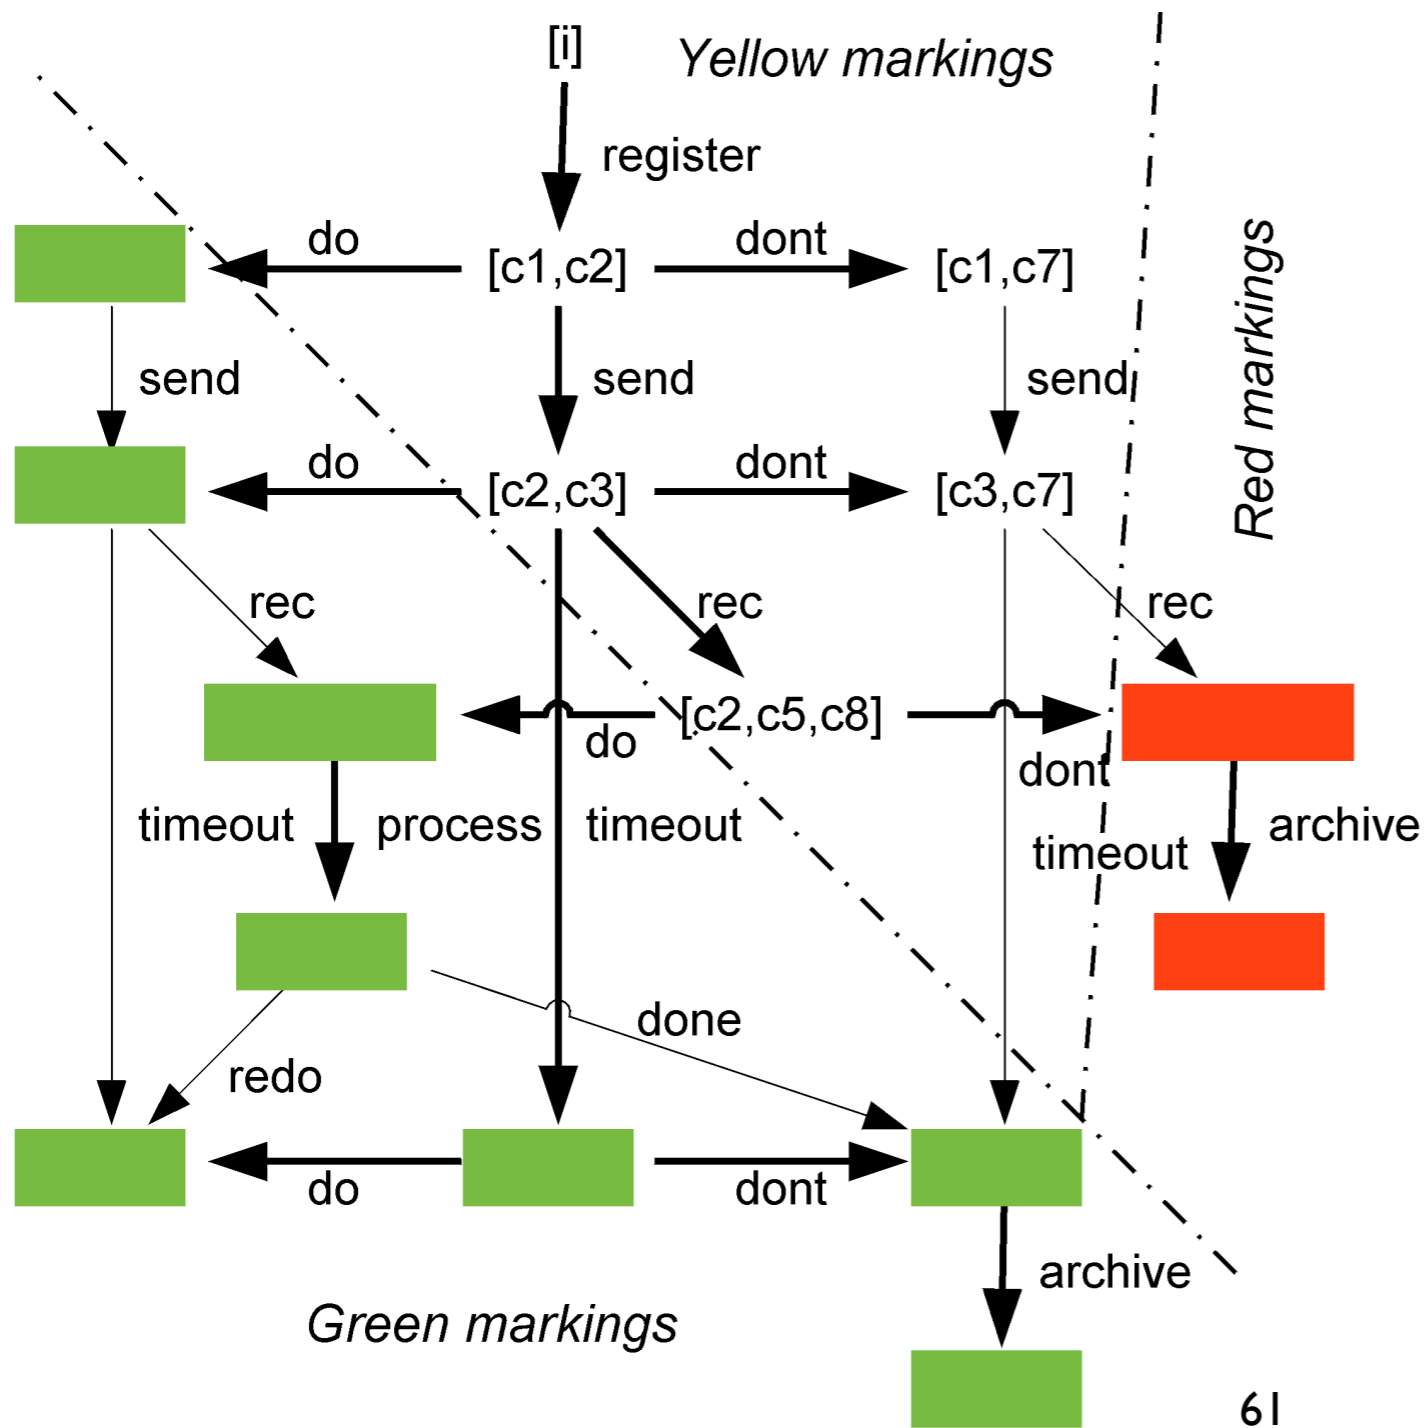 [i]
Yellow markings
register
do
[c1,c2]
dont
[c1,c7]
Red markings
send
send
send
do
[c2,c3]
dont
[c3,c7]
rec
rec
rec
[c2,c5,c8]
do
dont
timeout
process
timeout
timeout
archive
done
redo
do
dont
archive
Green markings
61